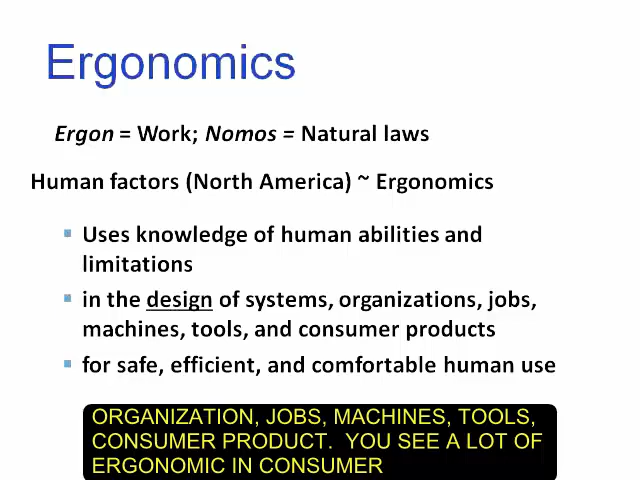 Ergonomics
Ergon = Work; Nomos = Natural laws
Human factors (North America) ~ Ergonomics
Uses knowledge of human abilities and
limitations
in the design of systems, organizations, jobs,
machines, tools, and consumer products
for safe, efficient, and comfortable human use
ORGANIZATION, JOBS, MACHINES, TOOLS,
CONSUMER PRODUCT.  YOU SEE A LOT OF
ERGONOMIC IN CONSUMER